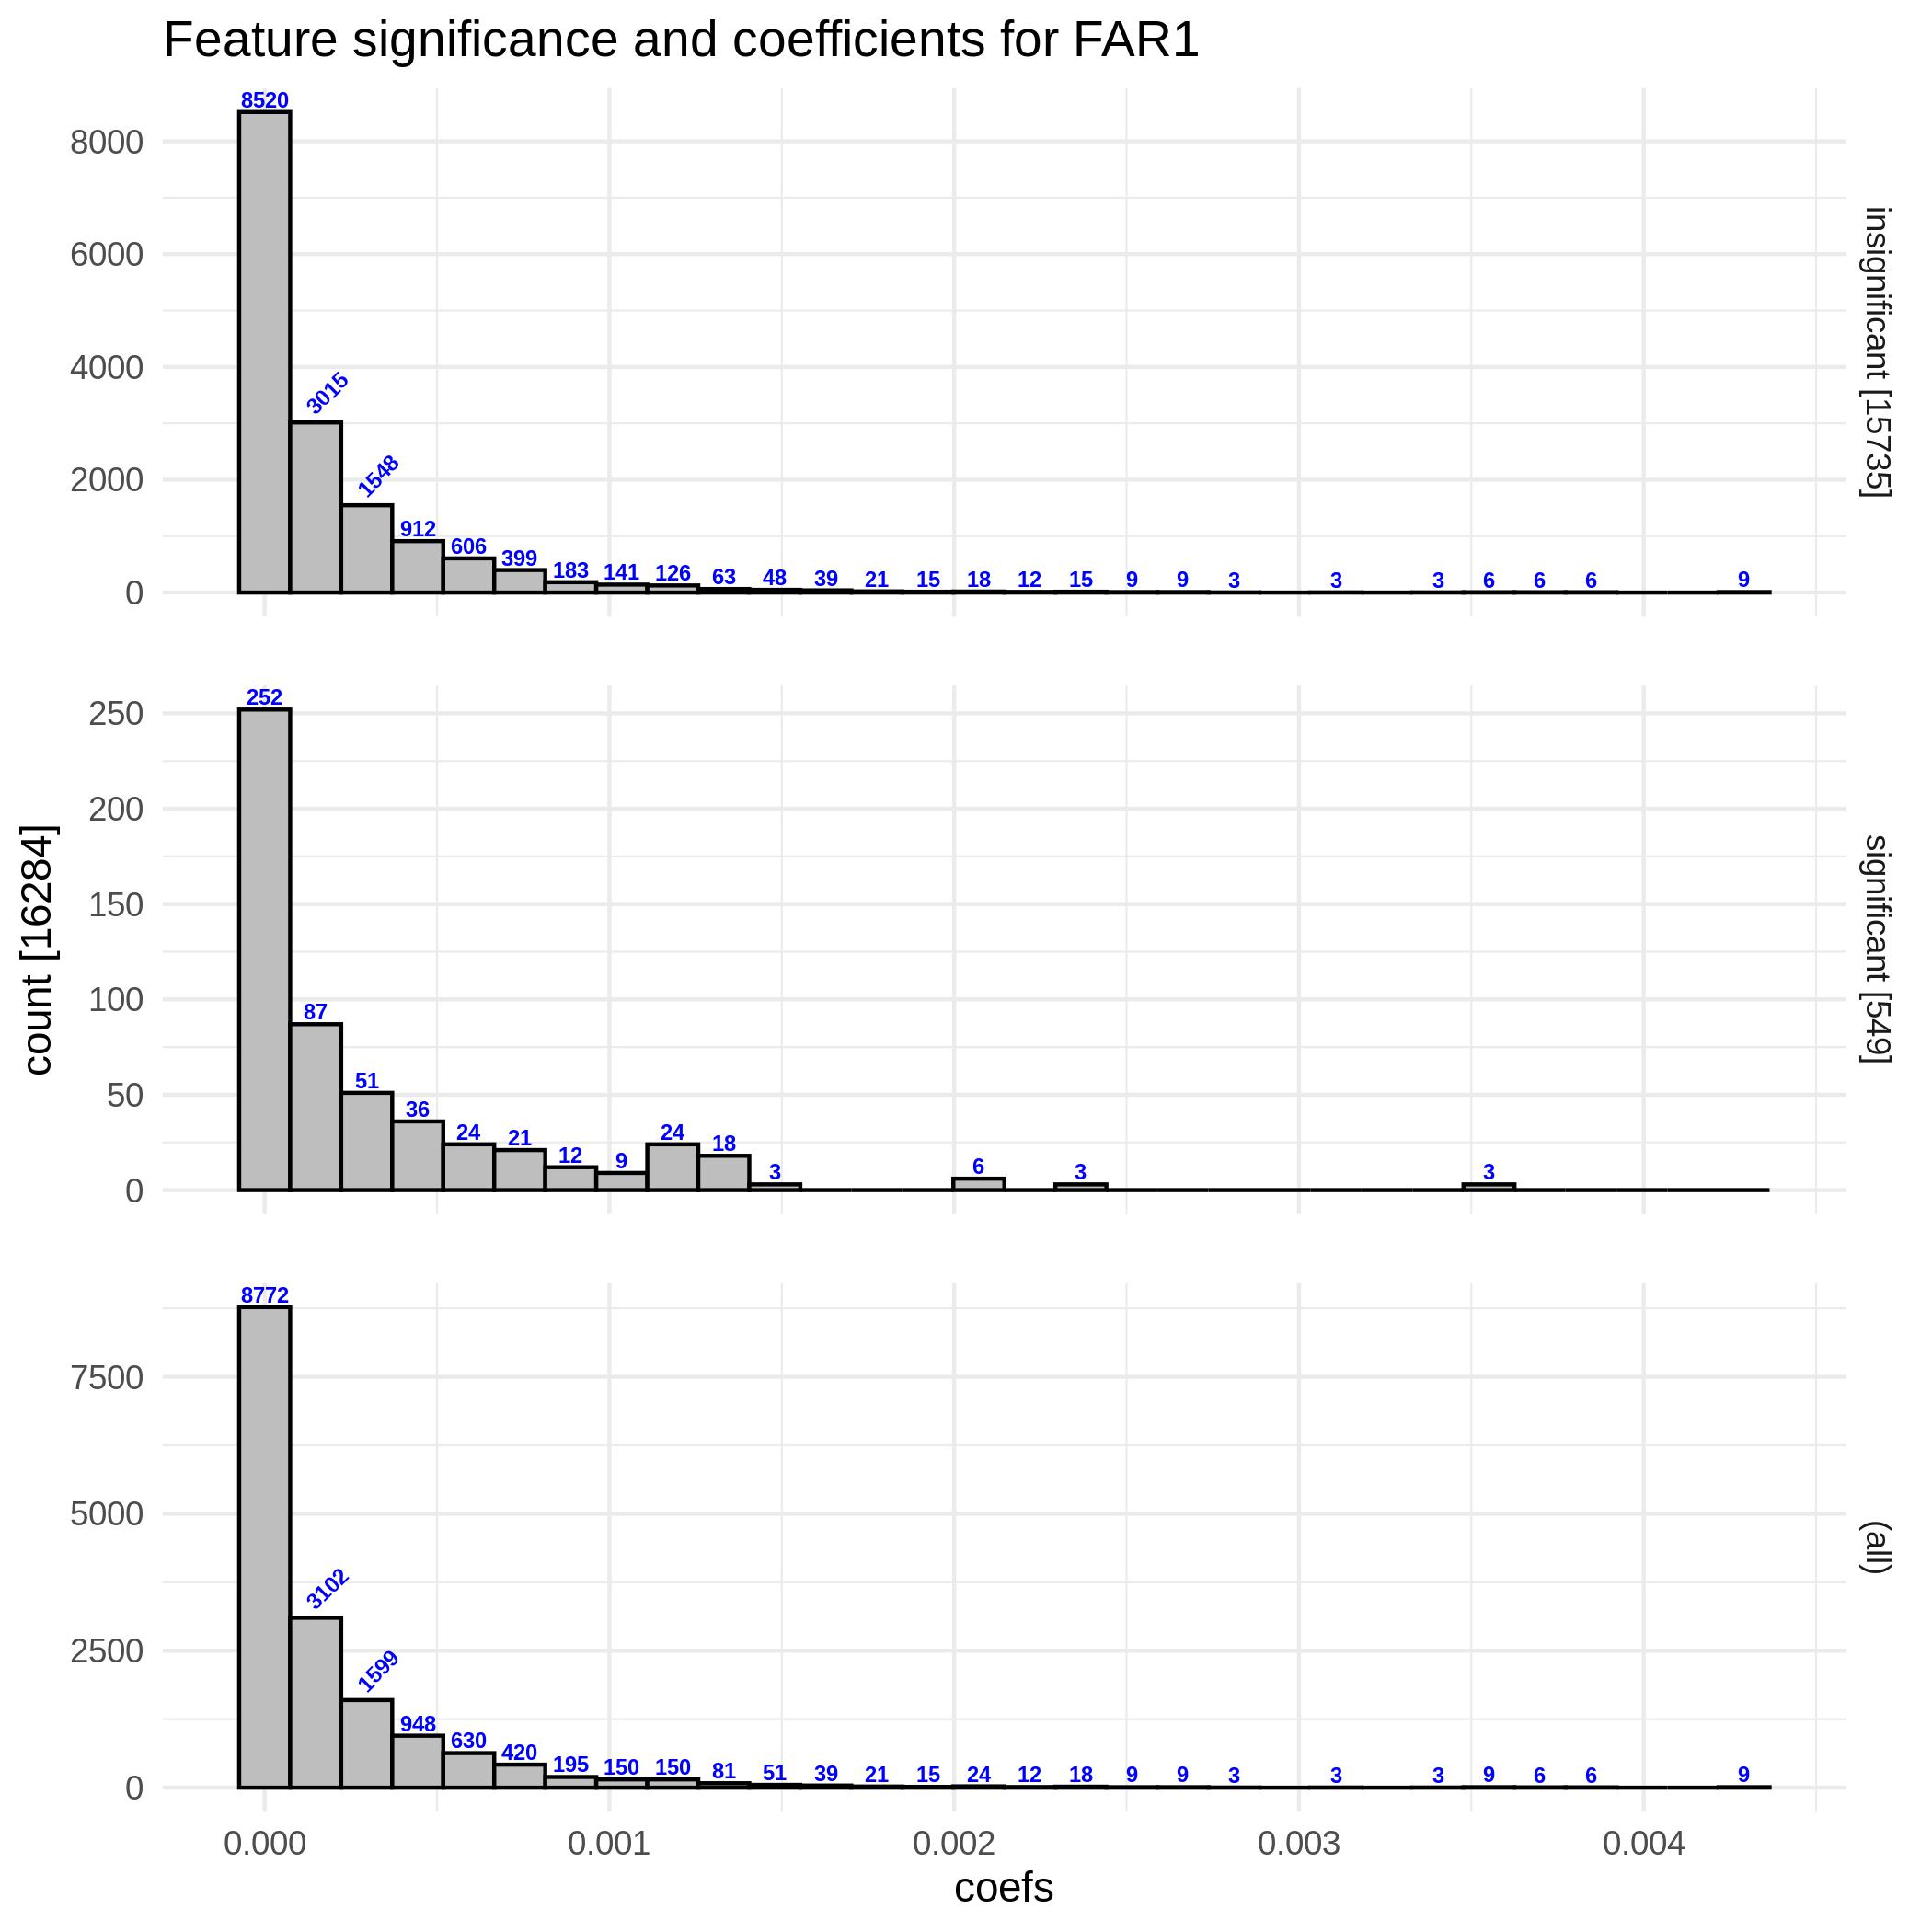 Feature significance and coefficients for FAR1
8520
3015
1548
912 606 399 183 141 126 63 48 39 21 15 18 12 15 9 9 3 3 3 6 6 6 9
8000
6000
4000
2000
0
insignificant [15735]
252
87
51
36
24 21 12 9 24 18 3 6 3 3
250
200
150
100
50
0
significant [549]
count [16284]
8772
3102
1599
948 630 420 195 150 150 81 51 39 21 15 24 12 18 9 9 3 3 3 9 6 6 9
7500
5000
2500
0
(all)
0.000 0.001 0.002 0.003 0.004
coefs